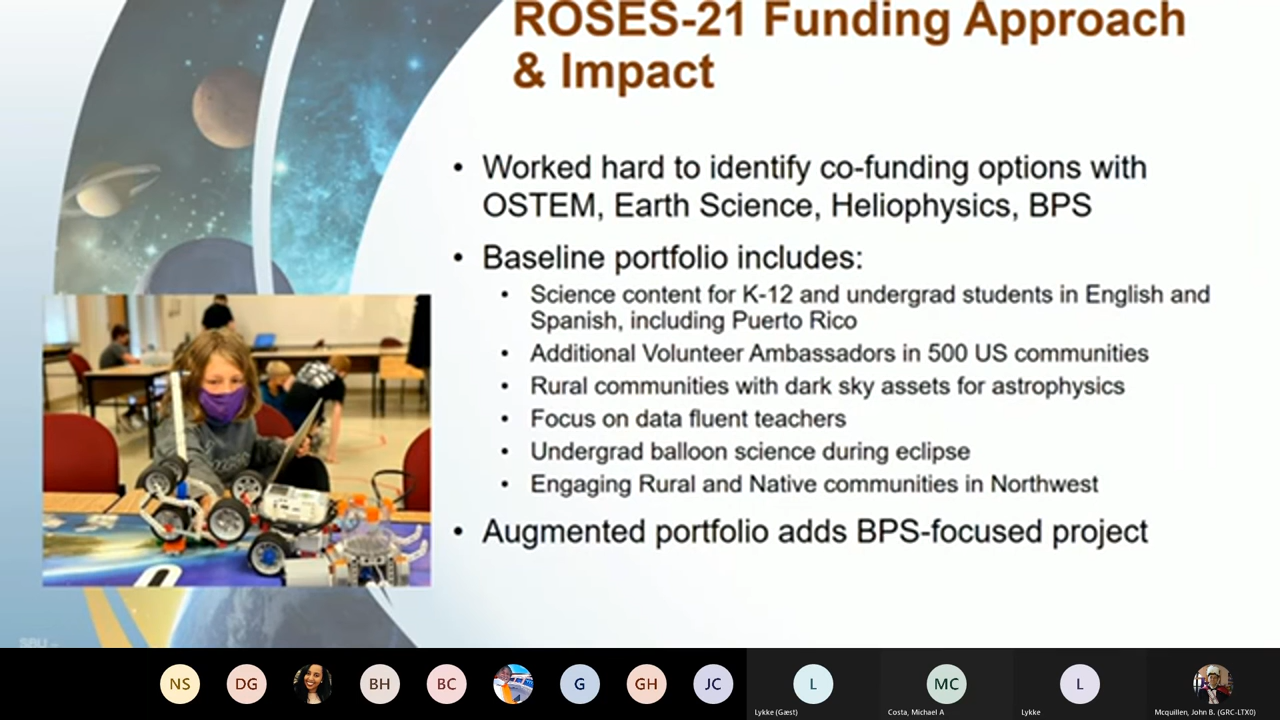 ROSES-21 Funding Approach
& Impact
• Worked hard to identify co-funding options with
OSTEM, Earth Science, Heliophysics, BPS
• Baseline portfolio includes:
• Science content for K-12 and undergrad students in English and
Spanish, including Puerto Rico
• Additional Volunteer Ambassadors in 500 US communities
• Rural communities with dark sky assets for astrophysics
• Focus on data fluent teachers
• Undergrad balloon science during eclipse
• Engaging Rural and Native communities in Northwest
• Augmented portfolio adds BPS-focused project
NS DG BH BC G GH JC L MC L
Lykke (Gæst) Costa, Michael A Lykke Mcquillen, John B. (GRC-LTX0)